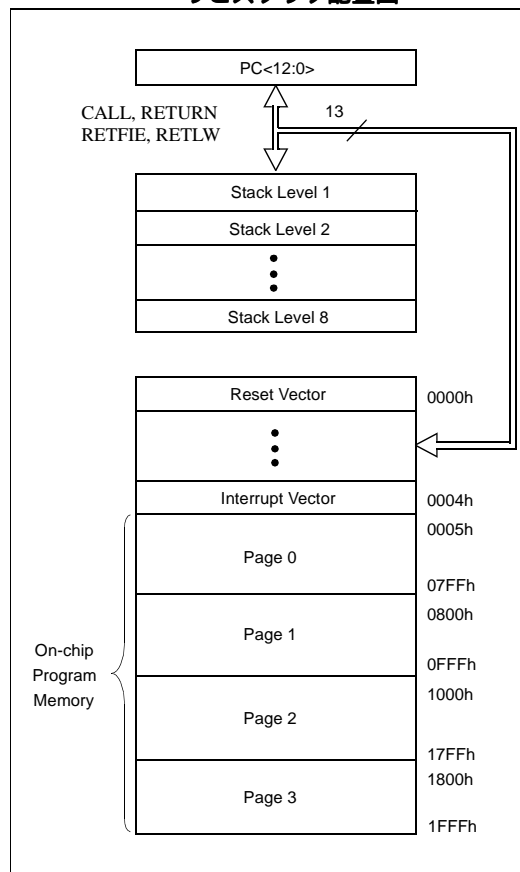 PC<12:0>
CALL, RETURN
RETFIE, RETLW
13
Stack Level 1
Stack Level 2
Stack Level 8
Reset Vector
0000h
Interrupt Vector
0004h
0005h
Page 0
07FFh
0800h
Page 1
0FFFh
On-chip
Program
Memory
1000h
Page 2
17FFh
1800h
Page 3
1FFFh